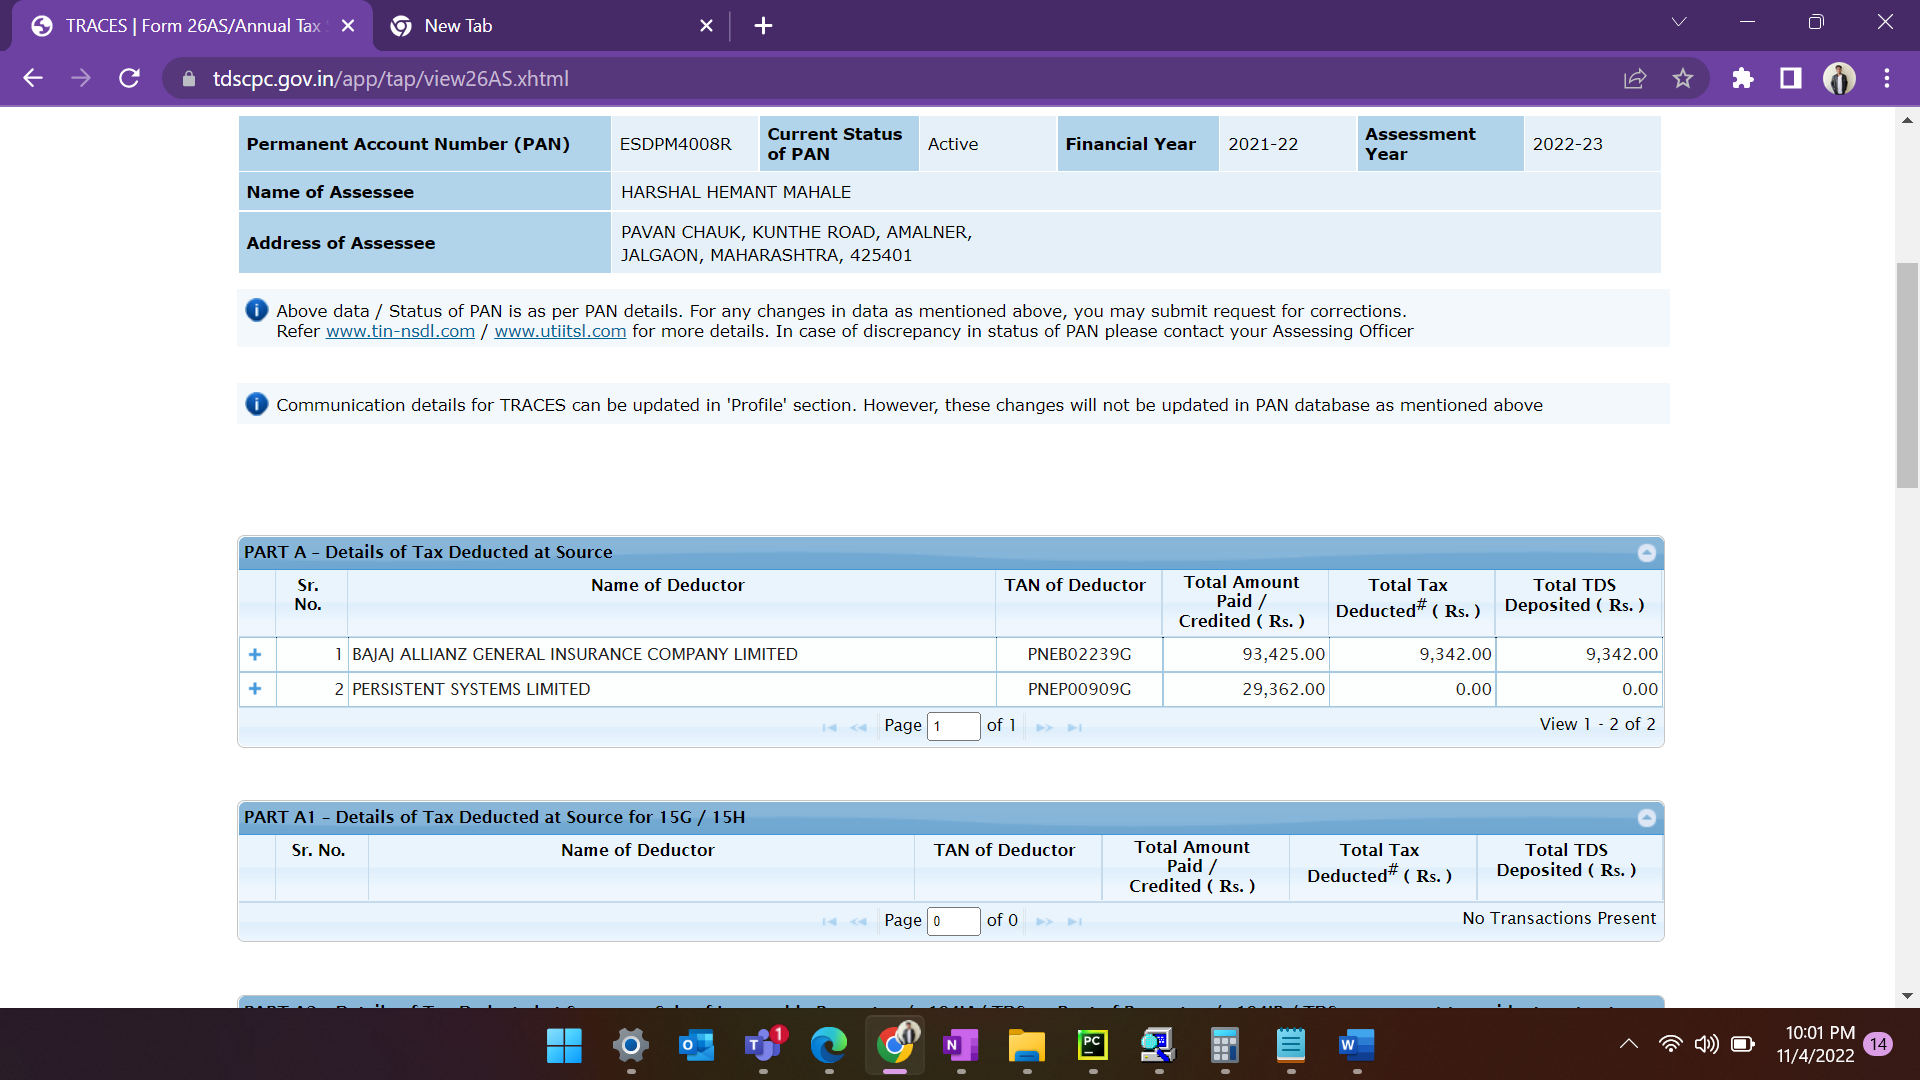 TRACES | Form 26AS/Annual Tax
New Tab
tdscpc.gov.in/app/tap/view26AS.xhtml
Permanent Account Number (PAN) ESDPM4008R Current Status of PAN Active Financial Year 2021-22 Assessment Year 2022-23
Name of Assessee HARSHAL HEMANT MAHALE
Address of Assessee PAVAN CHAUK, KUNTHE ROAD, AMALNER,
JALGAON, MAHARASHTRA, 425401
Above data / Status of PAN is as per PAN details. For any changes in data as mentioned above, you may submit request for corrections.
Refer www.tin-nsdl.com / www.utiitsl.com for more details. In case of discrepancy in status of PAN please contact your Assessing Officer
Communication details for TRACES can be updated in 'Profile' section. However, these changes will not be updated in PAN database as mentioned above
PART A - Details of Tax Deducted at Source
Sr. No. Name of Deductor TAN of Deductor Total Amount Paid / Credited ( Rs. ) Total Tax Deducted# ( Rs. ) Total TDS Deposited ( Rs. )
1 BAJAJ ALLIANZ GENERAL INSURANCE COMPANY LIMITED PNEB02239G 93,425.00 9,342.00 9,342.00
2 PERSISTENT SYSTEMS LIMITED PNEP00909G 29,362.00 0.00 0.00
Page 1 of 1 View 1 - 2 of 2
PART A1 - Details of Tax Deducted at Source for 15G / 15H
Sr. No. Name of Deductor TAN of Deductor Total Amount Paid / Credited ( Rs. ) Total Tax Deducted# ( Rs. ) Total TDS Deposited ( Rs. )
Page 0 of 0 No Transactions Present
1
PC
10:01 PM
11/4/2022
14